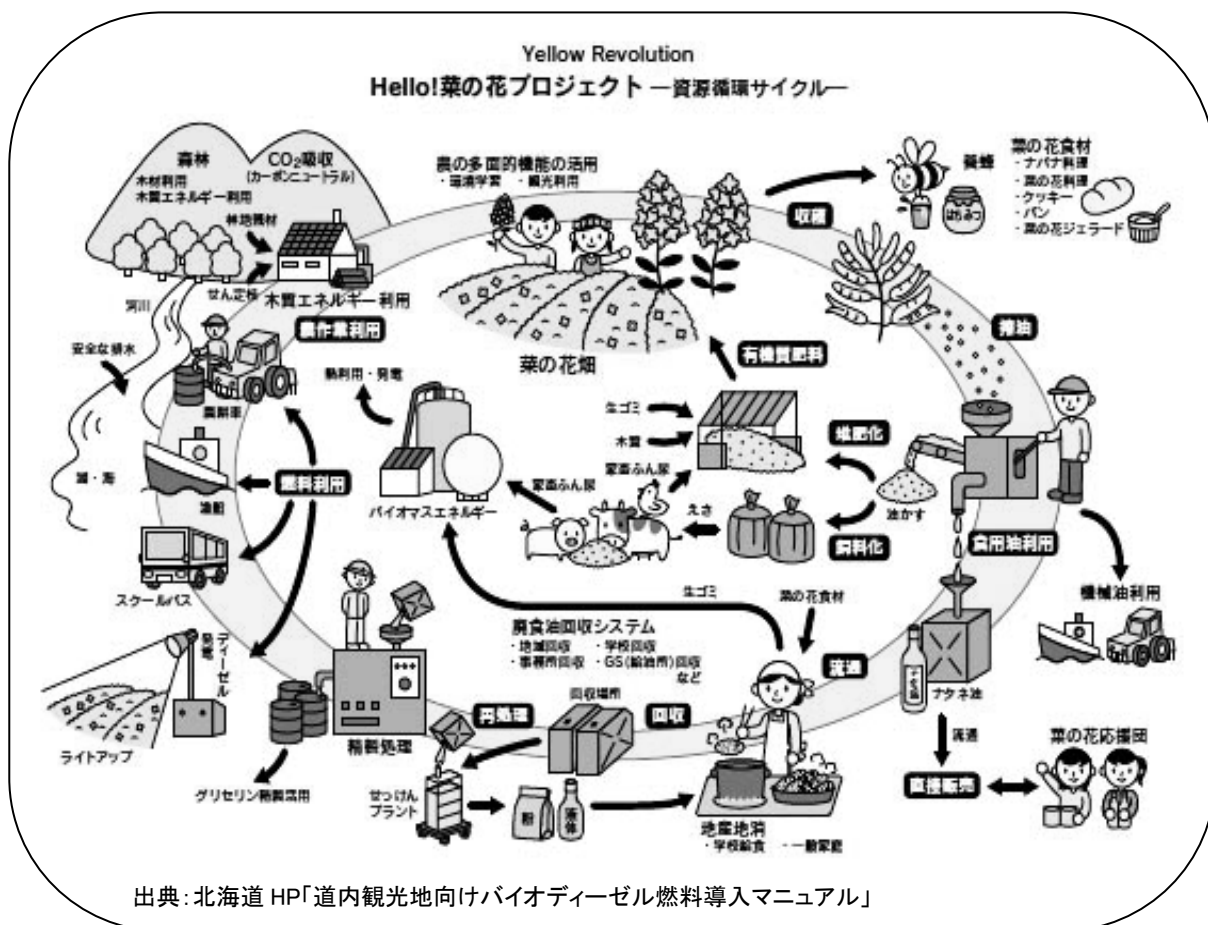 Yellow Revolution
Hello!菜の花プロジェクト ―資源循環サイクル―
森林
木材利用
木質エネルギー利用
CO2吸収
(カーボンニュートラル)
林地残材
せん定枝
木質エネルギー利用
河川
安全な排水
湖・海
農の多面的機能の活用
・環境学習 ・観光利用
菜の花畑
収穫
養蜂
はちみつ
菜の花食材
・ナバナ料理
・菜の花料理
・クッキー
・パン
・菜の花ジェラード
搾油
農作業利用
農耕車
熱利用・発電
有機質肥料
生ゴミ
木質
家畜ふん尿
堆肥化
油かす
燃料利用
漁船
バイオマスエネルギー
家畜ふん尿
えさ
飼料化
食用油利用
機械油利用
スクールバス
生ゴミ
菜の花食材
廃食油回収システム
・地域回収 ・学校回収
・事務所回収 ・GS(給油所)回収
など
流通
ナタネ油
ディーゼル
発電
ライトアップ
精製処理
グリセリン精製活用
再処理
回収場所
回収
せっけん
プラント
粉
液体
地産地消
・学校給食 ・一般家庭
流通
直接販売
菜の花応援団
出典:北海道 HP「道内観光地向けバイオディーゼル燃料導入マニュアル」